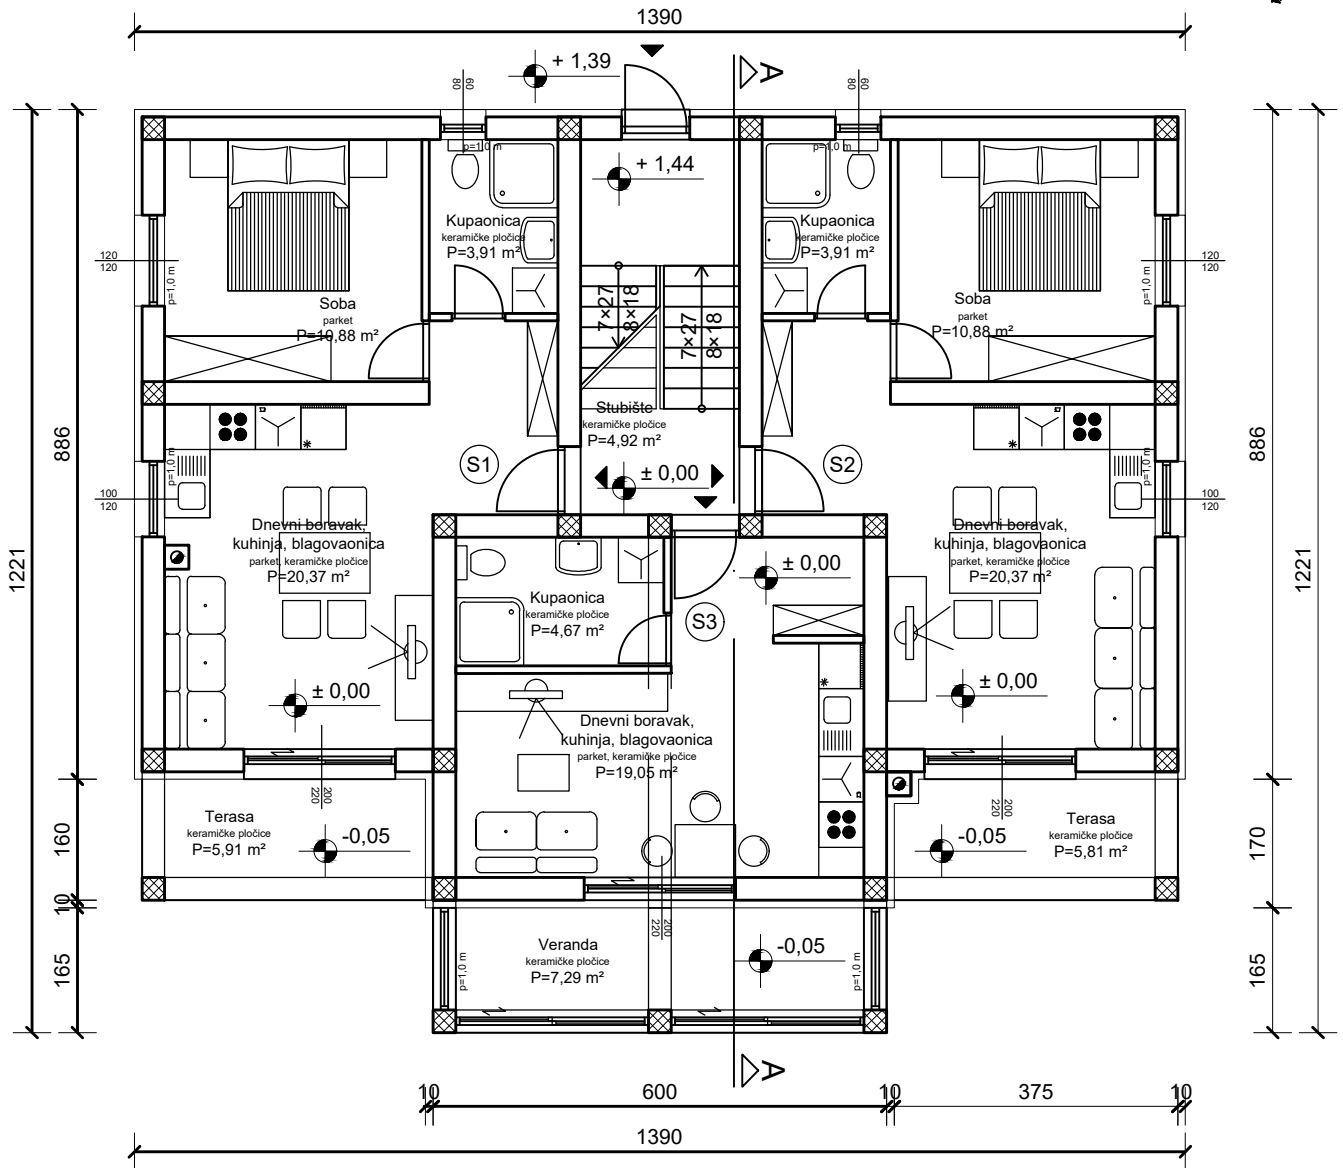 1390
+ 1,39
A
60
80
60
80
p=1,0 m
p=1,0 m
+ 1,44
Kupaonica
keramičke pločice
P=3,91 m²
Kupaonica
keramičke pločice
P=3,91 m²
120
120
p=1,0 m
120
120
p=1,0 m
Soba
parket
P=10,88 m²
Soba
parket
P=10,88 m²
7×27
8×18
7×27
8×18
Stubište
keramičke pločice
P=4,92 m²
886
886
S1
S2
± 0,00
p=1,0 m
p=1,0 m
100
120
100
120
Dnevni boravak,
kuhinja, blagovaonica
parket, keramičke pločice
P=20,37 m²
Dnevni boravak,
kuhinja, blagovaonica
parket, keramičke pločice
P=20,37 m²
1221
1221
± 0,00
Kupaonica
keramičke pločice
P=4,67 m²
S3
± 0,00
± 0,00
Dnevni boravak,
kuhinja, blagovaonica
parket, keramičke pločice
P=19,05 m²
200
220
200
220
Terasa
keramičke pločice
P=5,91 m²
-0,05
-0,05
Terasa
keramičke pločice
P=5,81 m²
160
170
10
200
220
Veranda
keramičke pločice
P=7,29 m²
-0,05
p=1,0 m
p=1,0 m
165
165
A
10
600
10
375
10
1390